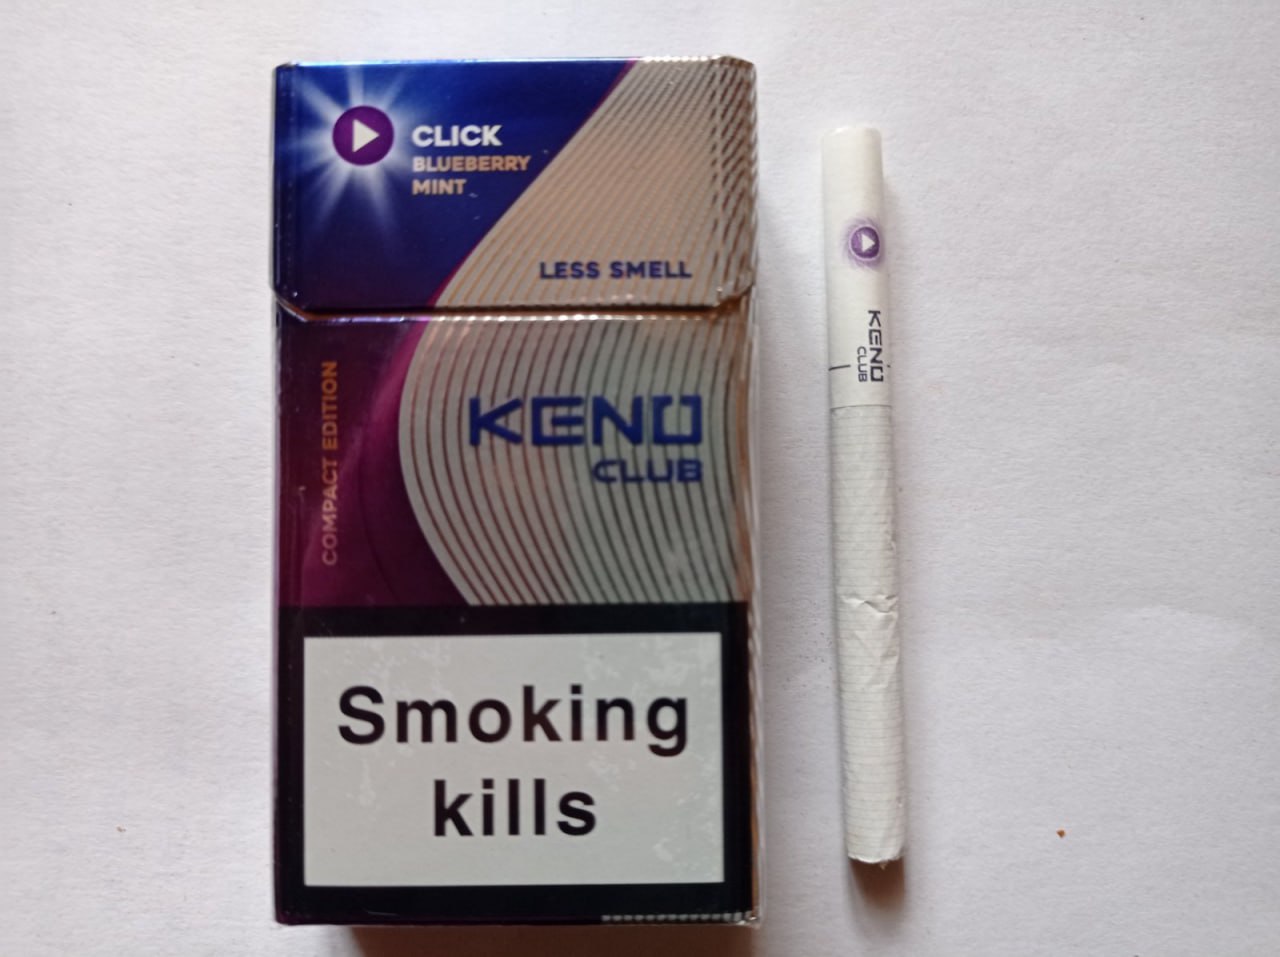 CLICK
BLUEBERRY
MINT
LESS SMELL
COMPACT EDITION
KENO
CLUB
Smoking
kills
KENO
CLUB